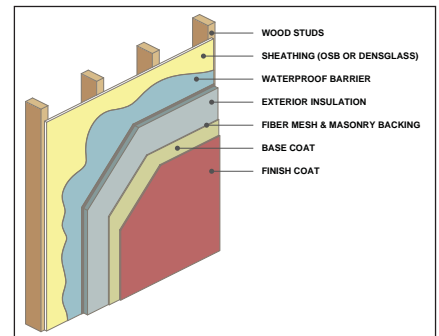 WOOD STUDS
SHEATHING (OSB OR DENSGLASS)
WATERPROOF BARRIER
EXTERIOR INSULATION
FIBER MESH & MASONRY BACKING
BASE COAT
FINISH COAT